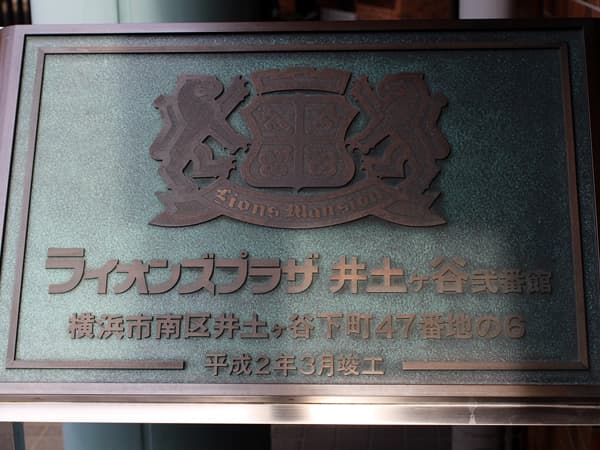 Lions Mansion
ライオンズプラザ 井土ヶ谷弐番館
横浜市南区井土ヶ谷下町47番地の6
平成2年3月竣工